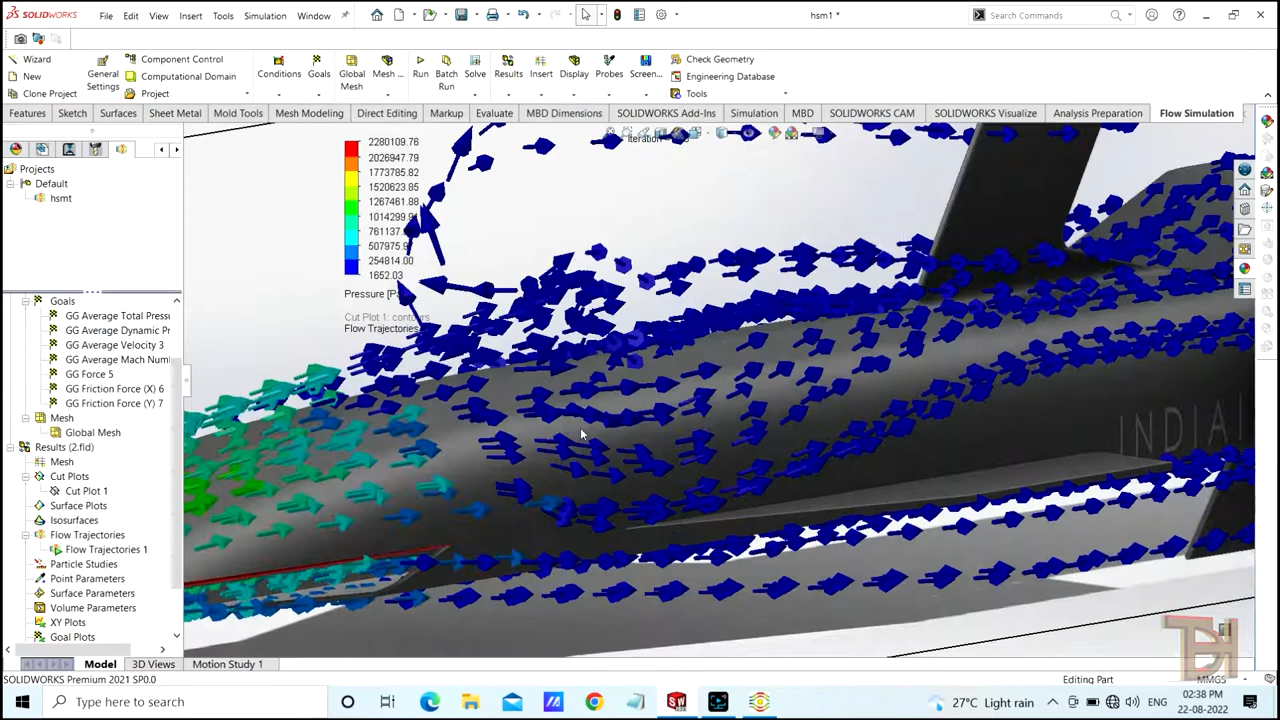 SOLIDWORKS
File
Edit
View
Insert
Tools
Simulation
Window
hsm1 *
Search Commands
Wizard
New
Clone Project
General Settings
Component Control
Computational Domain
Project
Conditions
Goals
Global Mesh
Mesh ...
Run
Batch Run
Solve
Results
Insert
Display
Probes
Screen...
Check Geometry
Engineering Database
Tools
Features
Sketch
Surfaces
Sheet Metal
Mold Tools
Mesh Modeling
Direct Editing
Markup
Evaluate
MBD Dimensions
SOLIDWORKS Add-Ins
Simulation
MBD
SOLIDWORKS CAM
SOLIDWORKS Visualize
Analysis Preparation
Flow Simulation
Projects
Default
hsmt
Goals
GG Average Total Pressu
GG Average Dynamic Pr
GG Average Velocity 3
GG Average Mach Numl
GG Force 5
GG Friction Force (X) 6
GG Friction Force (Y) 7
Mesh
Global Mesh
Results (2.fld)
Mesh
Cut Plots
Cut Plot 1
Surface Plots
Isosurfaces
Flow Trajectories
Flow Trajectories 1
Particle Studies
Point Parameters
Surface Parameters
Volume Parameters
XY Plots
Goal Plots
Iteration =
2280109.76
2026947.79
1773785.82
1520623.85
1267461.88
1014299.91
761137.
507975.9
254814.00
1652.03
Pressure [P
Cut Plot 1: contours
Flow Trajectories
IND AI
Model
3D Views
Motion Study 1
SOLIDWORKS Premium 2021 SP0.0
Editing Part
MMGS
Type here to search
27°C Light rain
ENG
02:38 PM
22-08-2022